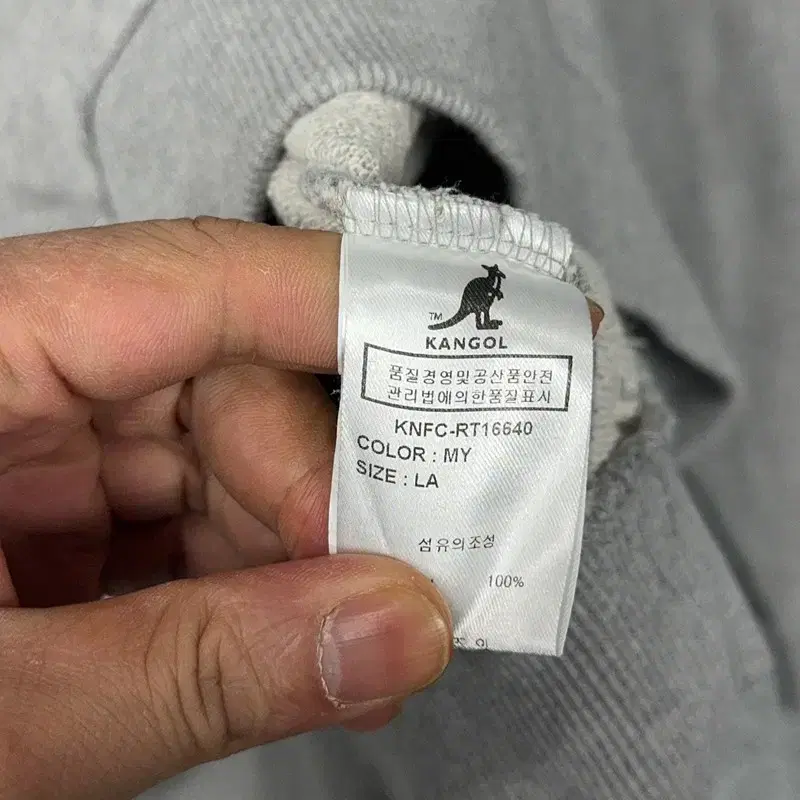 TM
KANGOL
품질경영및공산품안전
관리법에의한품질표시
KNFC-RT16640
COLOR : MY
SIZE : LA
섬유의조성
100%